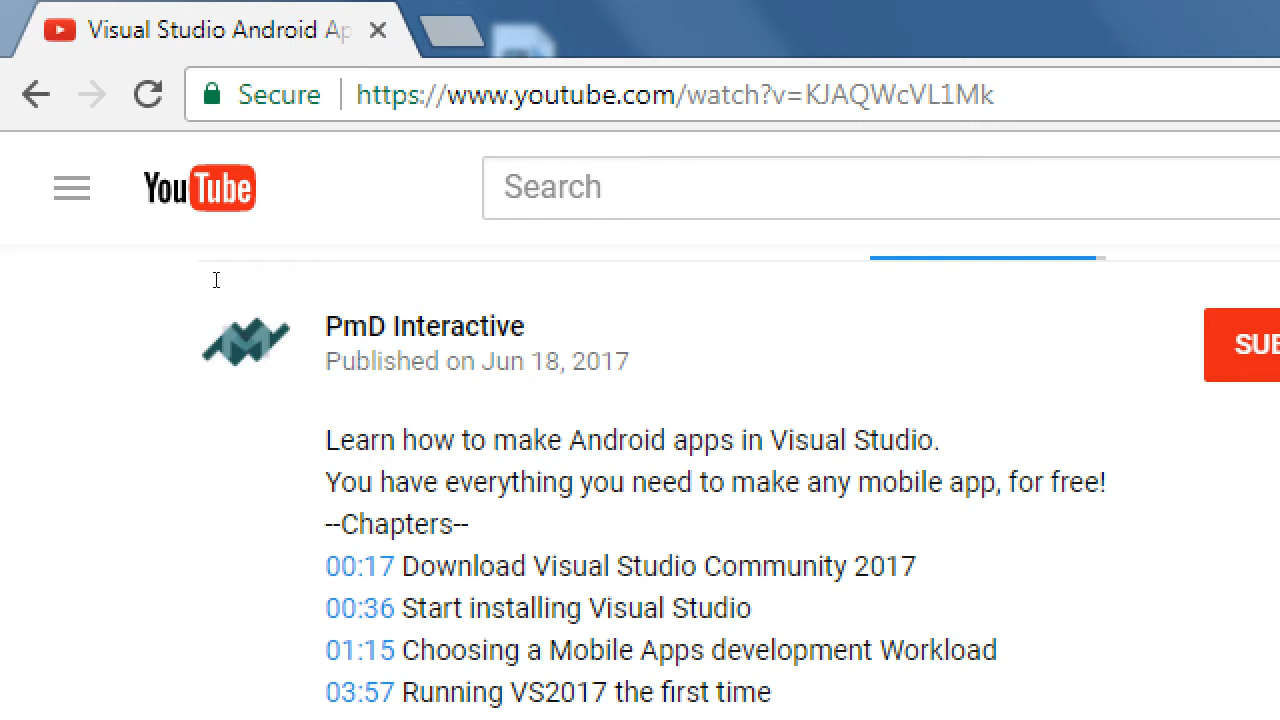 Visual Studio Android Ap
Secure | https://www.youtube.com/watch?v=KJAQWcVL1Mk
YouTube
Search
PmD Interactive
Published on Jun 18, 2017
SUB
Learn how to make Android apps in Visual Studio.
You have everything you need to make any mobile app, for free!
--Chapters--
00:17 Download Visual Studio Community 2017
00:36 Start installing Visual Studio
01:15 Choosing a Mobile Apps development Workload
03:57 Running VS2017 the first time